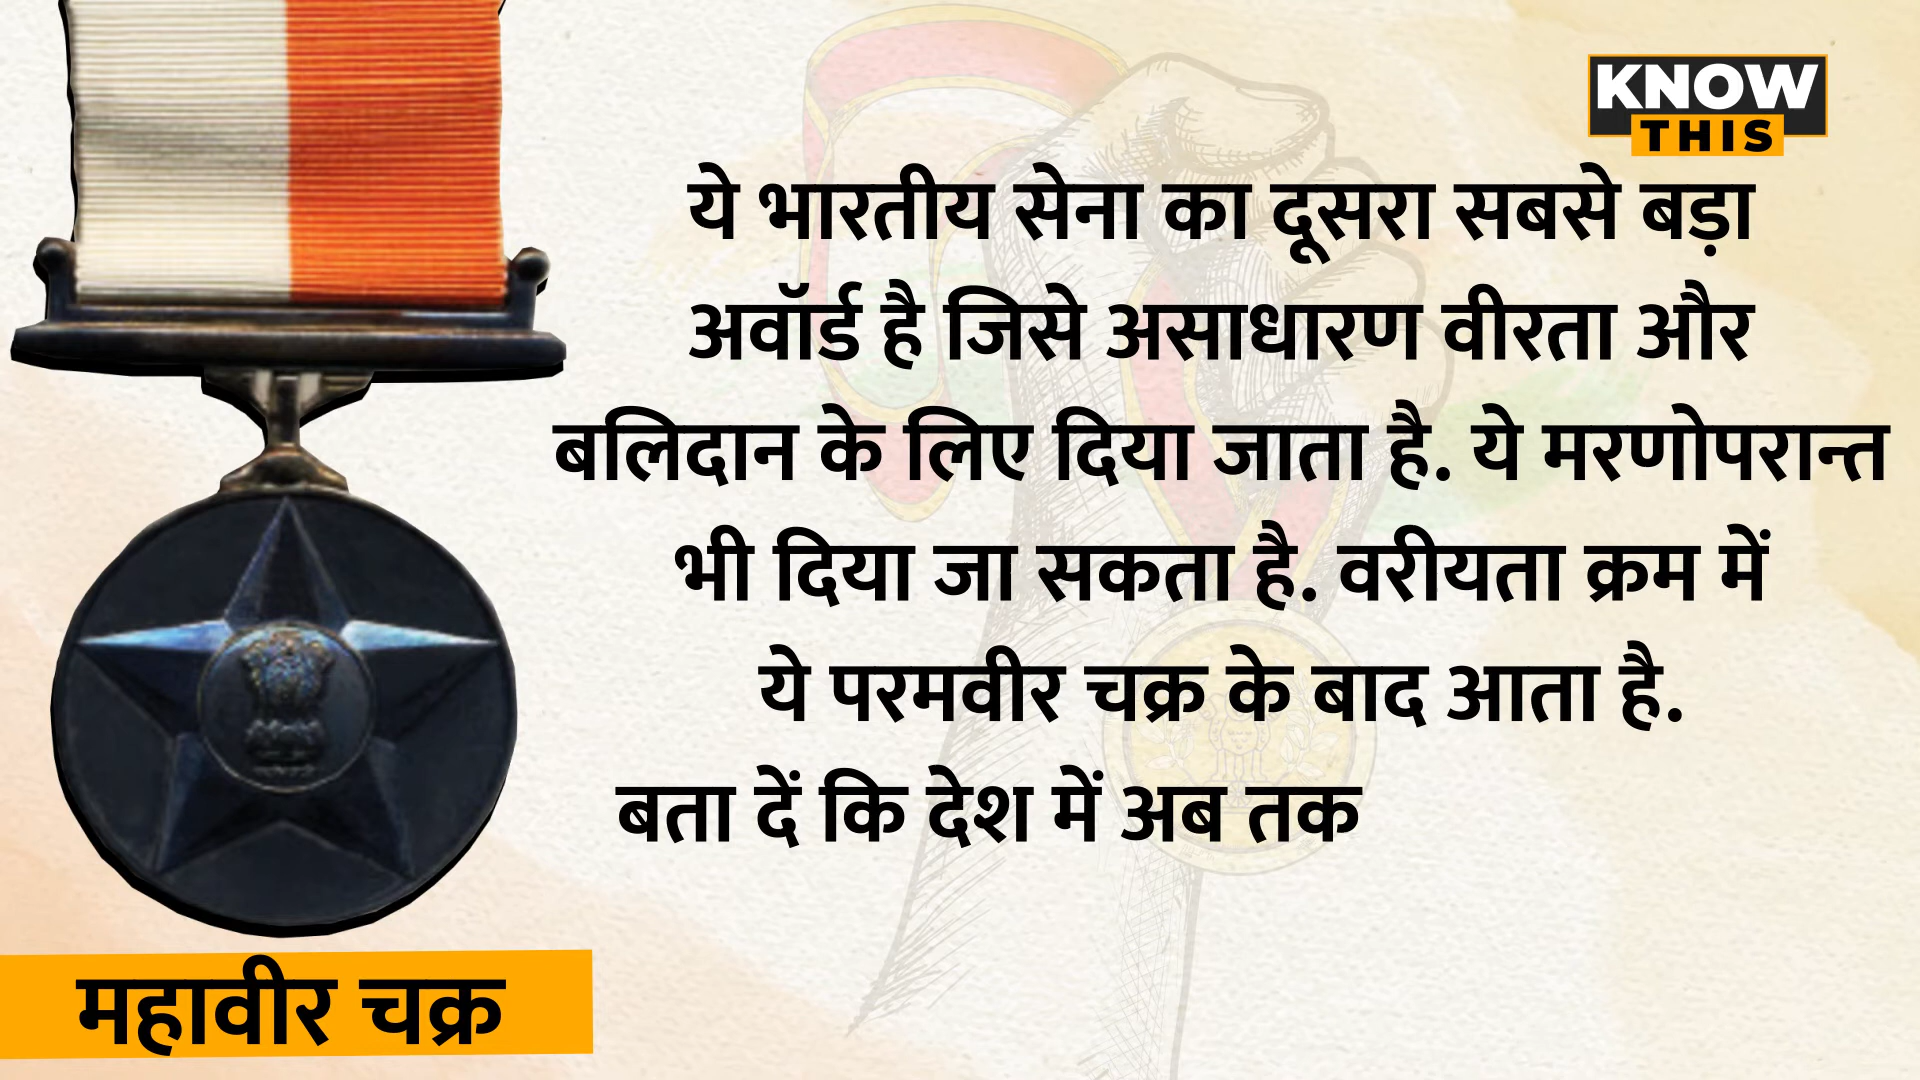 KNOW
THIS
ये भारतीय सेना का दूसरा सबसे बड़ा
अवॉर्ड है जिसे असाधारण वीरता और
बलिदान के लिए दिया जाता है. ये मरणोपरान्त
भी दिया जा सकता है. वरीयता क्रम में
ये परमवीर चक्र के बाद आता है.
बता दें कि देश में अब तक
महावीर चक्र